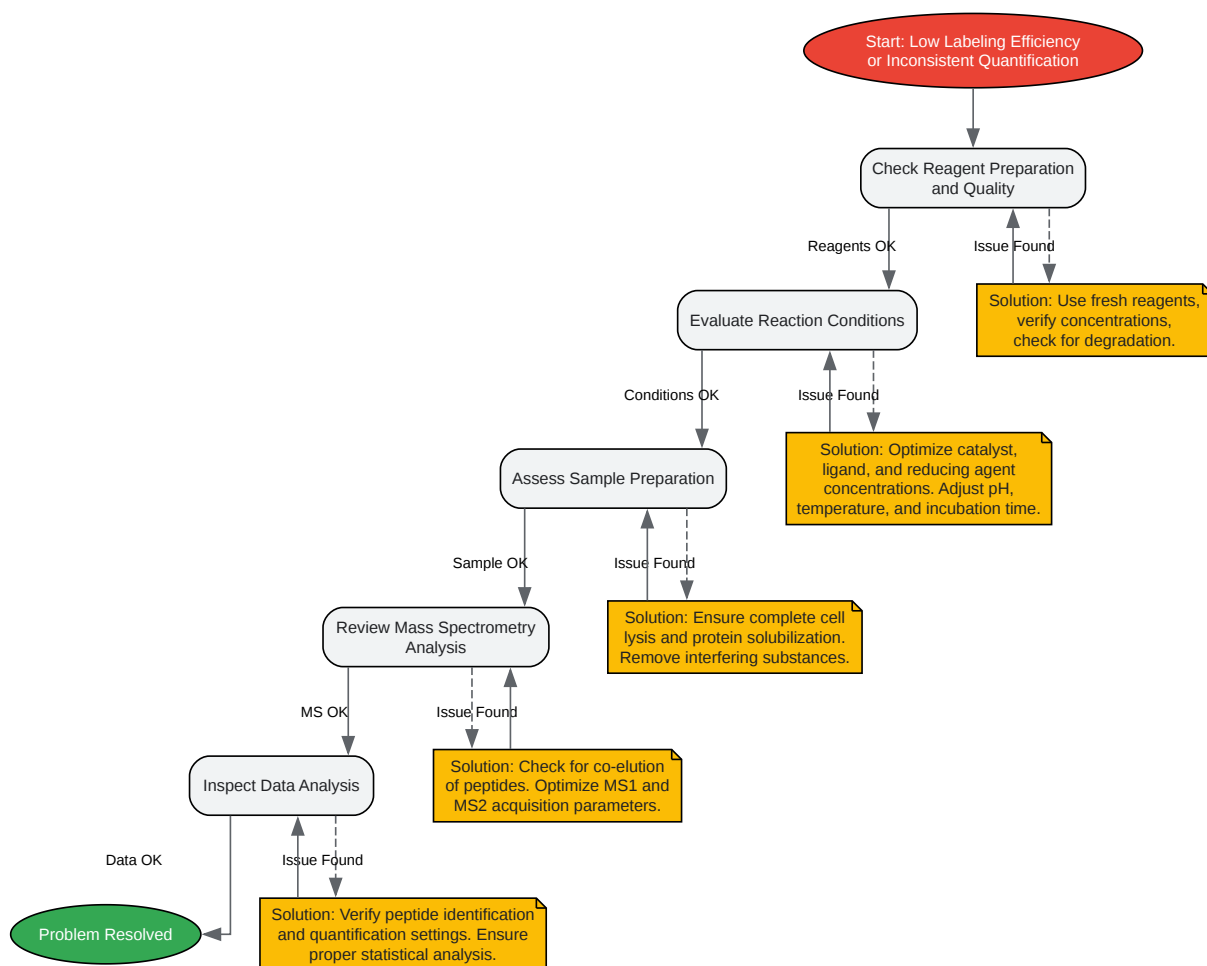 Start: Low Labeling Efficiency
or Inconsistent Quantification
Check Reagent Preparation
and Quality
Reagents OK
Issue Found
Solution: Use fresh reagents,
verify concentrations,
check for degradation.
Evaluate Reaction Conditions
Conditions OK
Issue Found
Solution: Optimize catalyst,
ligand, and reducing agent
concentrations. Adjust pH,
temperature, and incubation time.
Assess Sample Preparation
Sample OK
Issue Found
Solution: Ensure complete cell
lysis and protein solubilization.
Remove interfering substances.
Review Mass Spectrometry
Analysis
MS OK
Issue Found
Solution: Check for co-elution
of peptides. Optimize MS1 and
MS2 acquisition parameters.
Inspect Data Analysis
Data OK
Issue Found
Solution: Verify peptide identification
and quantification settings. Ensure
proper statistical analysis.
Problem Resolved